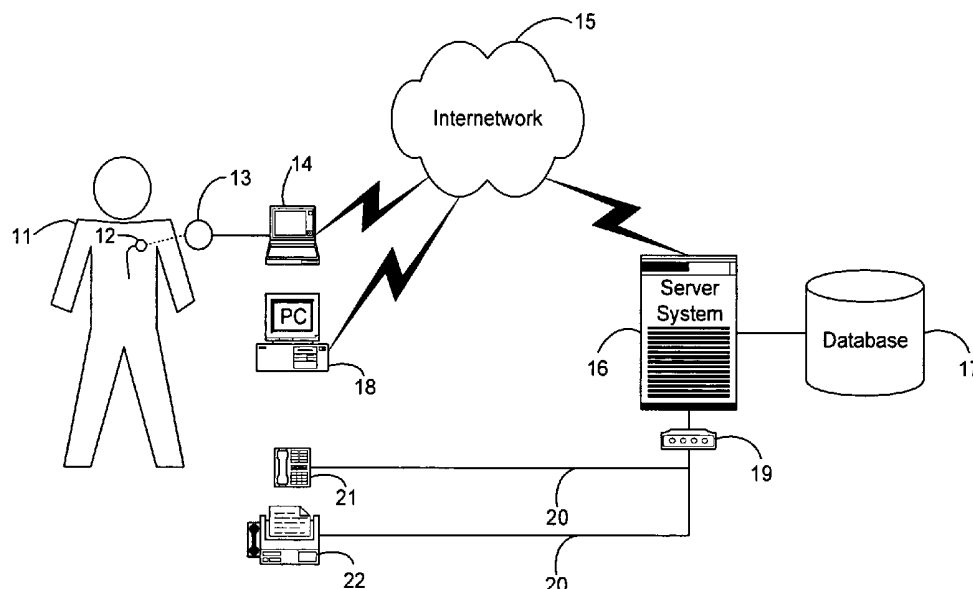 15
Internetwork
13
14
11
12
PC
18
Server
System
16
Database
17
19
21
20
22
20